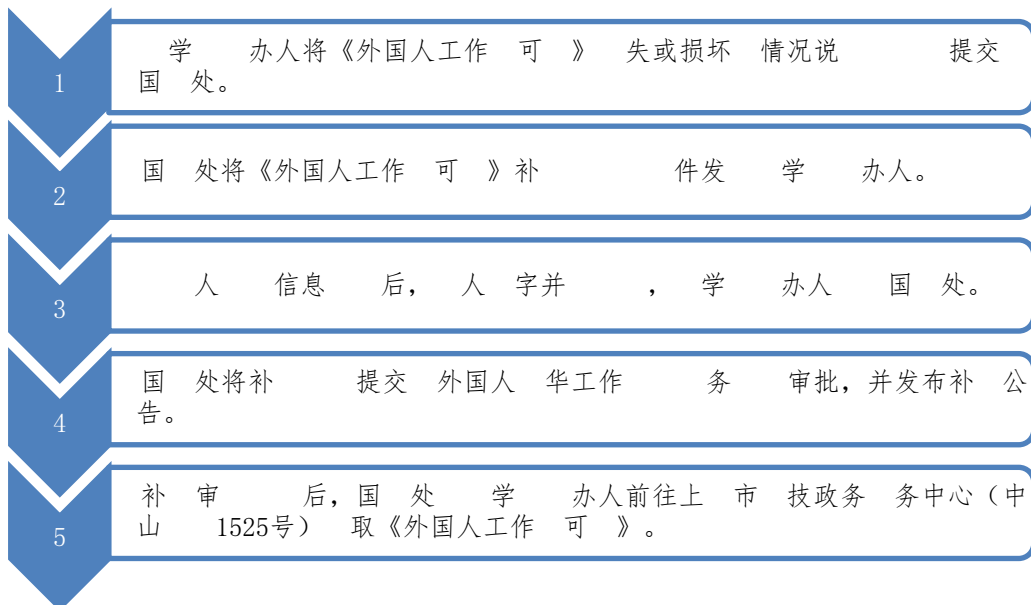 1
学 办人将《外国人工作 可 》 失或损坏 情况说 提交
国 处。
2
国 处将《外国人工作 可 》补 件发 学 办人。
3
人 信息 后， 人 字并 ， 学 办人 国 处。
4
国 处将补 提交 外国人 华工作 务 审批，并发布补 公
告。
5
补 审 后，国 处 学 办人前往上 市 技政务 务中心（中
山 1525号） 取《外国人工作 可 》。